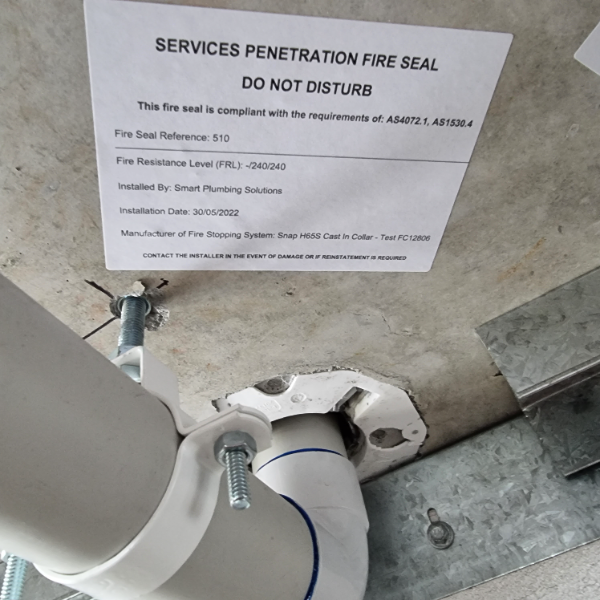 SERVICES PENETRATION FIRE SEAL
DO NOT DISTURB
This fire seal is compliant with the requirements of: AS4072.1, AS1530.4
Fire Seal Reference: 510
Fire Resistance Level (FRL): -/240/240
Installed By: Smart Plumbing Solutions
Installation Date: 30/05/2022
Manufacturer of Fire Stopping System: Snap H65S Cast In Collar - Test FC12806
CONTACT THE INSTALLER IN THE EVENT OF DAMAGE OR IF REINSTATEMENT IS REQUIRED